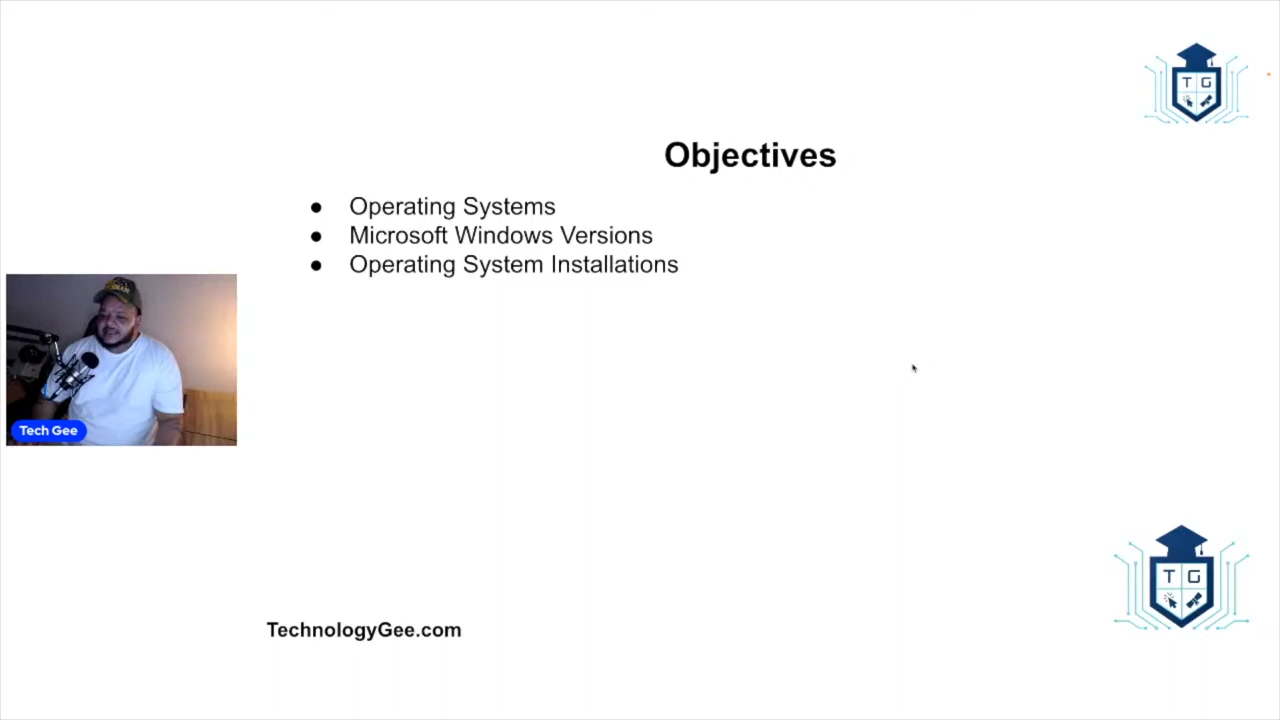 T G
Objectives
● Operating Systems
● Microsoft Windows Versions
● Operating System Installations
Tech Gee
T G
TechnologyGee.com